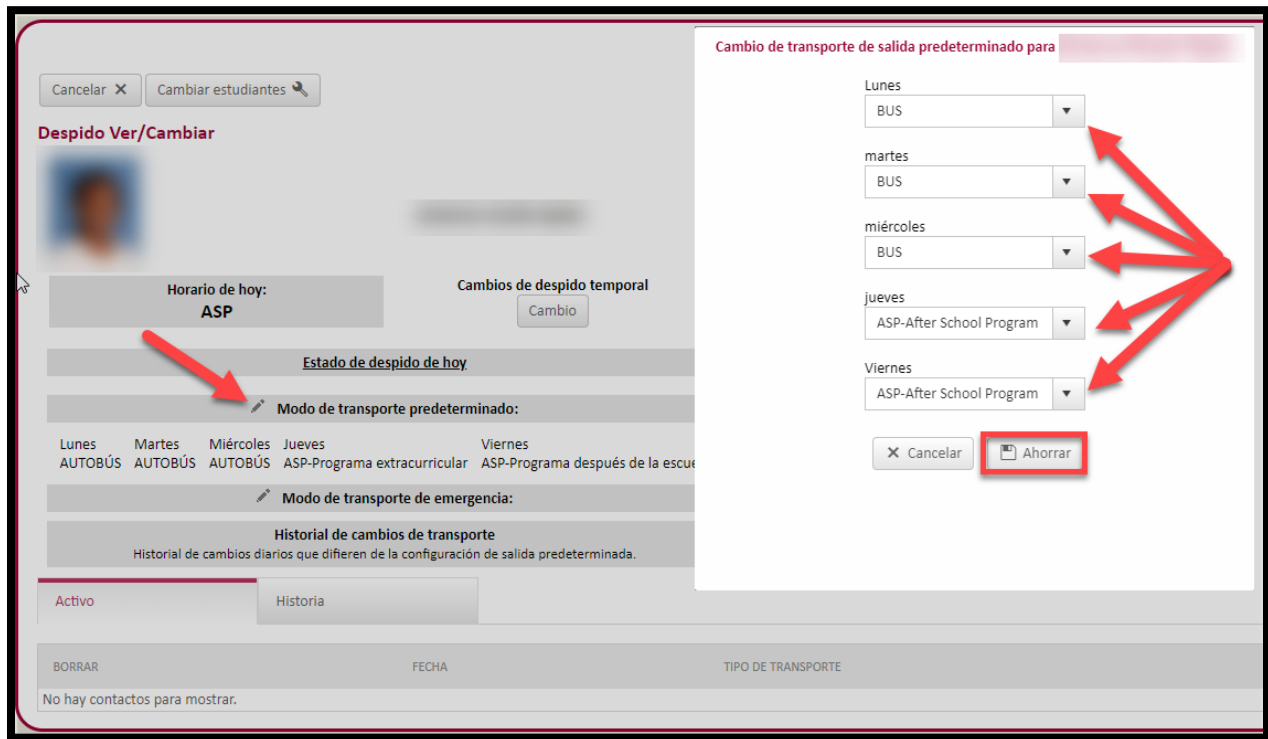 Cancelar
Cambiar estudiantes
Despido Ver/Cambiar
Horario de hoy:
ASP
Cambios de despido temporal
Cambio
Estado de despido de hoy
Modo de transporte predeterminado:
Lunes Martes Miércoles Jueves Viernes
AUTOBÚS AUTOBÚS AUTOBÚS ASP-Programa extracurricular ASP-Programa después de la escue
Modo de transporte de emergencia:
Historial de cambios de transporte
Historial de cambios diarios que difieren de la configuración de salida predeterminada.
Activo Historia
BORRAR FECHA TIPO DE TRANSPORTE
No hay contactos para mostrar.
Cambio de transporte de salida predeterminado para
Lunes
BUS
martes
BUS
miércoles
BUS
jueves
ASP-After School Program
Viernes
ASP-After School Program
Cancelar
Ahorrar